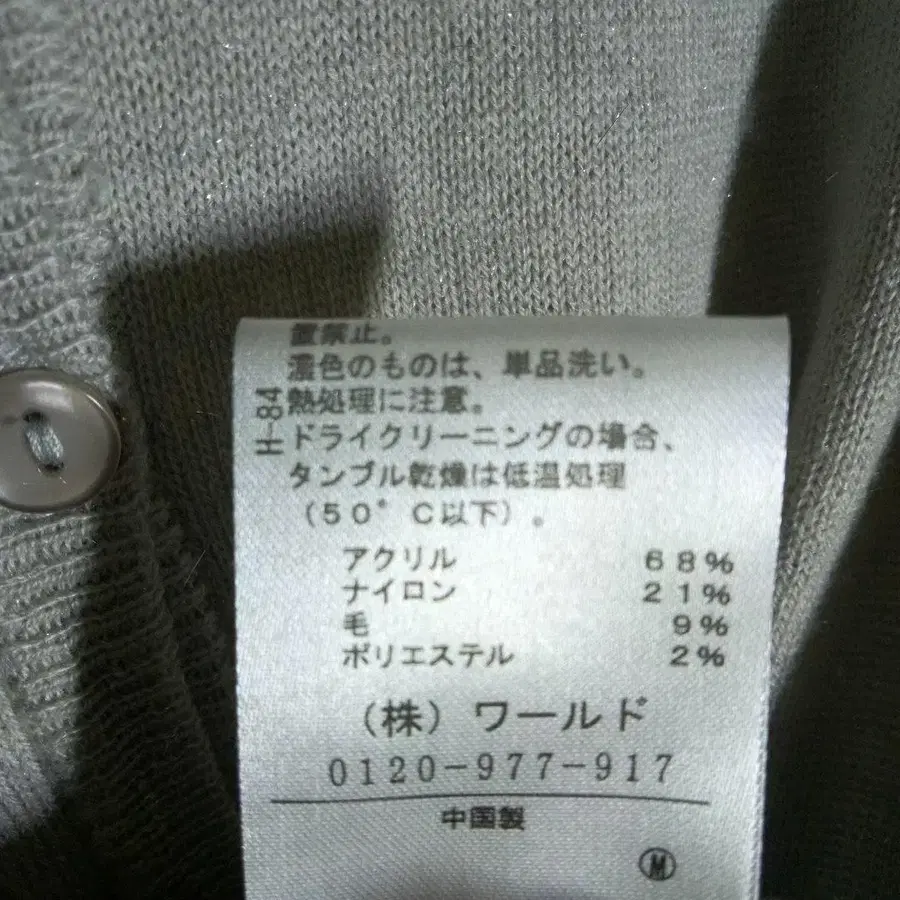 置禁止。
濃色のものは、単品洗い。
熱処理に注意。
ドライクリーニングの場合、
タンブル乾燥は低温処理
(50°C以下)。
H-84
アクリル 68%
ナイロン 21%
毛 9%
ポリエステル 2%
(株)ワールド
0120-977-917
中国製
Ⓜ